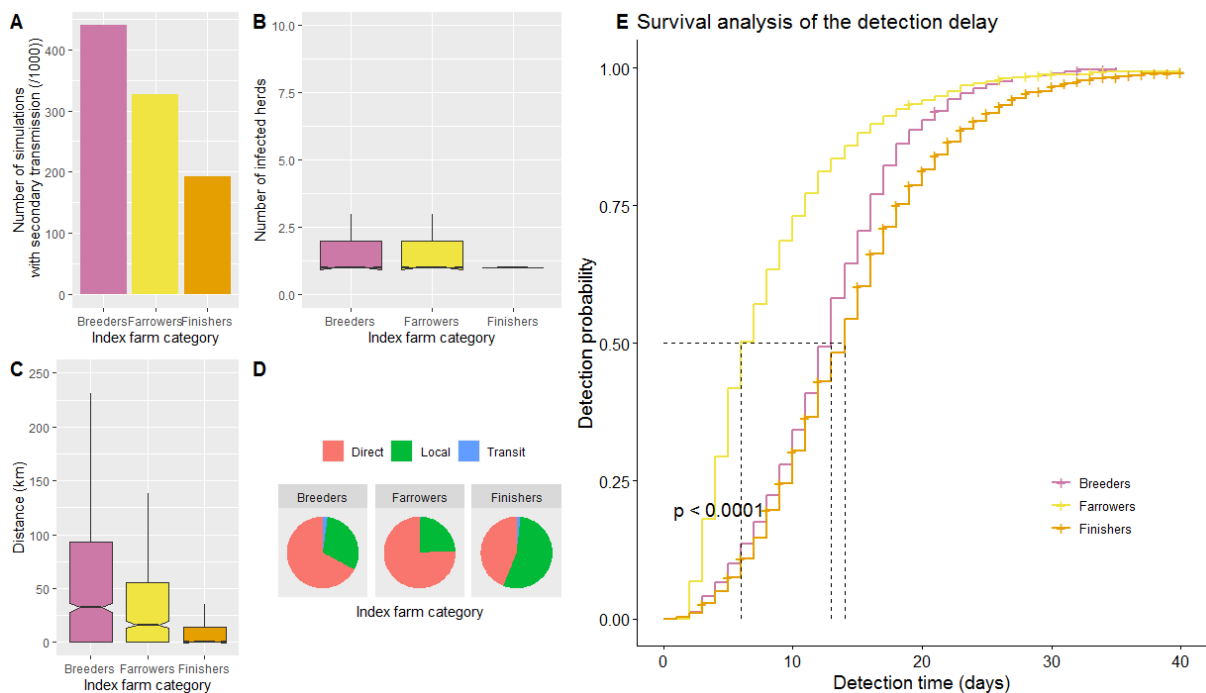 A
Number of simulations
with secondary transmission (/1000))
400
300
200
100
0
Breeders Farrowers Finishers
Index farm category
B
Number of infected herds
10.0
7.5
5.0
2.5
0.0
Breeders Farrowers Finishers
Index farm category
C
Distance (km)
250
200
150
100
50
0
Breeders Farrowers Finishers
Index farm category
D
Direct Local Transit
Breeders Farrowers Finishers
Index farm category
E Survival analysis of the detection delay
Detection probability
1.00
0.75
0.50
0.25
0.00
p < 0.0001
Breeders
Farrowers
Finishers
0 10 20 30 40
Detection time (days)